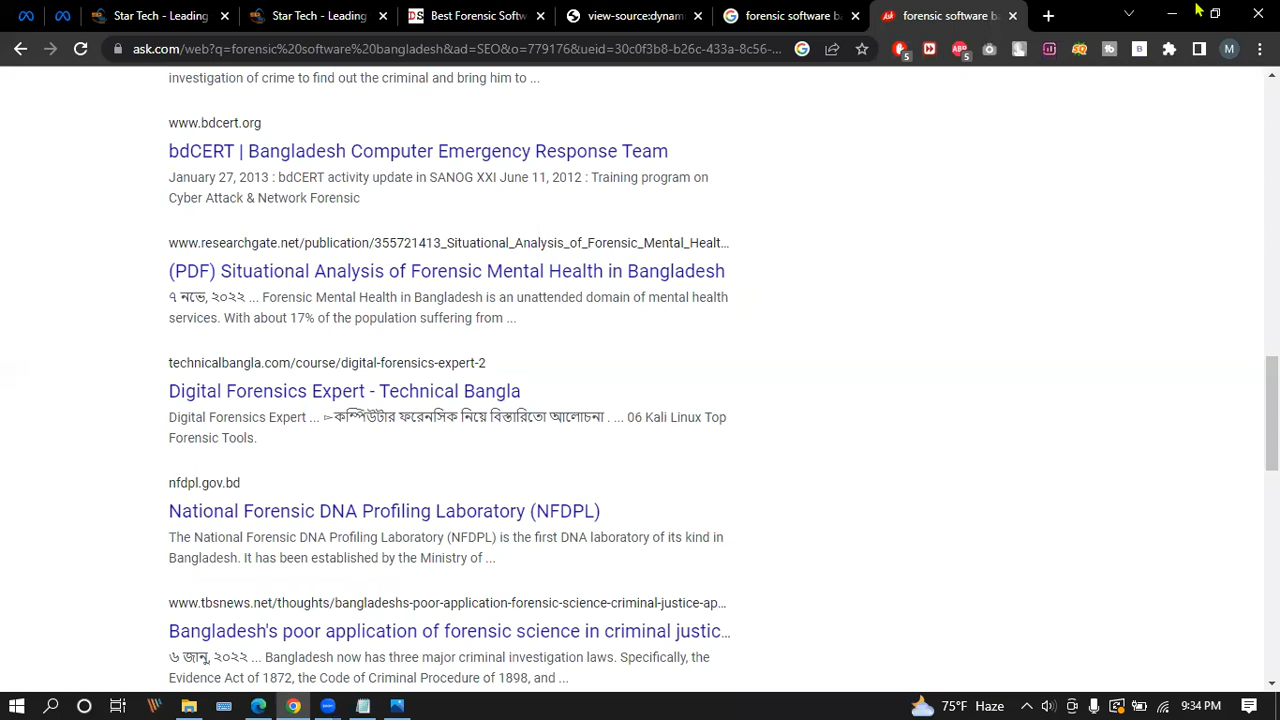 Star Tech - Leading
Star Tech - Leading
Best Forensic Softw
view-source:dynam
forensic software ba
forensic software ba
ask.com/web?q=forensic%20software%20bangladesh&ad=SEO&o=779176&ueid=30c0f3b8-b26c-433a-8c56-...
investigation of crime to find out the criminal and bring him to ...
www.bdcert.org
bdCERT | Bangladesh Computer Emergency Response Team
January 27, 2013 : bdCERT activity update in SANOG XXI June 11, 2012 : Training program on
Cyber Attack & Network Forensic
www.researchgate.net/publication/355721413_Situational_Analysis_of_Forensic_Mental_Healt...
(PDF) Situational Analysis of Forensic Mental Health in Bangladesh
৭ নভে, ২০২২ ... Forensic Mental Health in Bangladesh is an unattended domain of mental health
services. With about 17% of the population suffering from ...
technicalbangla.com/course/digital-forensics-expert-2
Digital Forensics Expert - Technical Bangla
Digital Forensics Expert ... ▻কম্পিউটার ফরেনসিক নিয়ে বিস্তারিতো আলোচনা . ... 06 Kali Linux Top
Forensic Tools.
nfdpl.gov.bd
National Forensic DNA Profiling Laboratory (NFDPL)
The National Forensic DNA Profiling Laboratory (NFDPL) is the first DNA laboratory of its kind in
Bangladesh. It has been established by the Ministry of ...
www.tbsnews.net/thoughts/bangladeshs-poor-application-forensic-science-criminal-justice-ap...
Bangladesh's poor application of forensic science in criminal justic...
৬ জানু, ২০২২ ... Bangladesh now has three major criminal investigation laws. Specifically, the
Evidence Act of 1872, the Code of Criminal Procedure of 1898, and ...
75°F Haze
9:34 PM